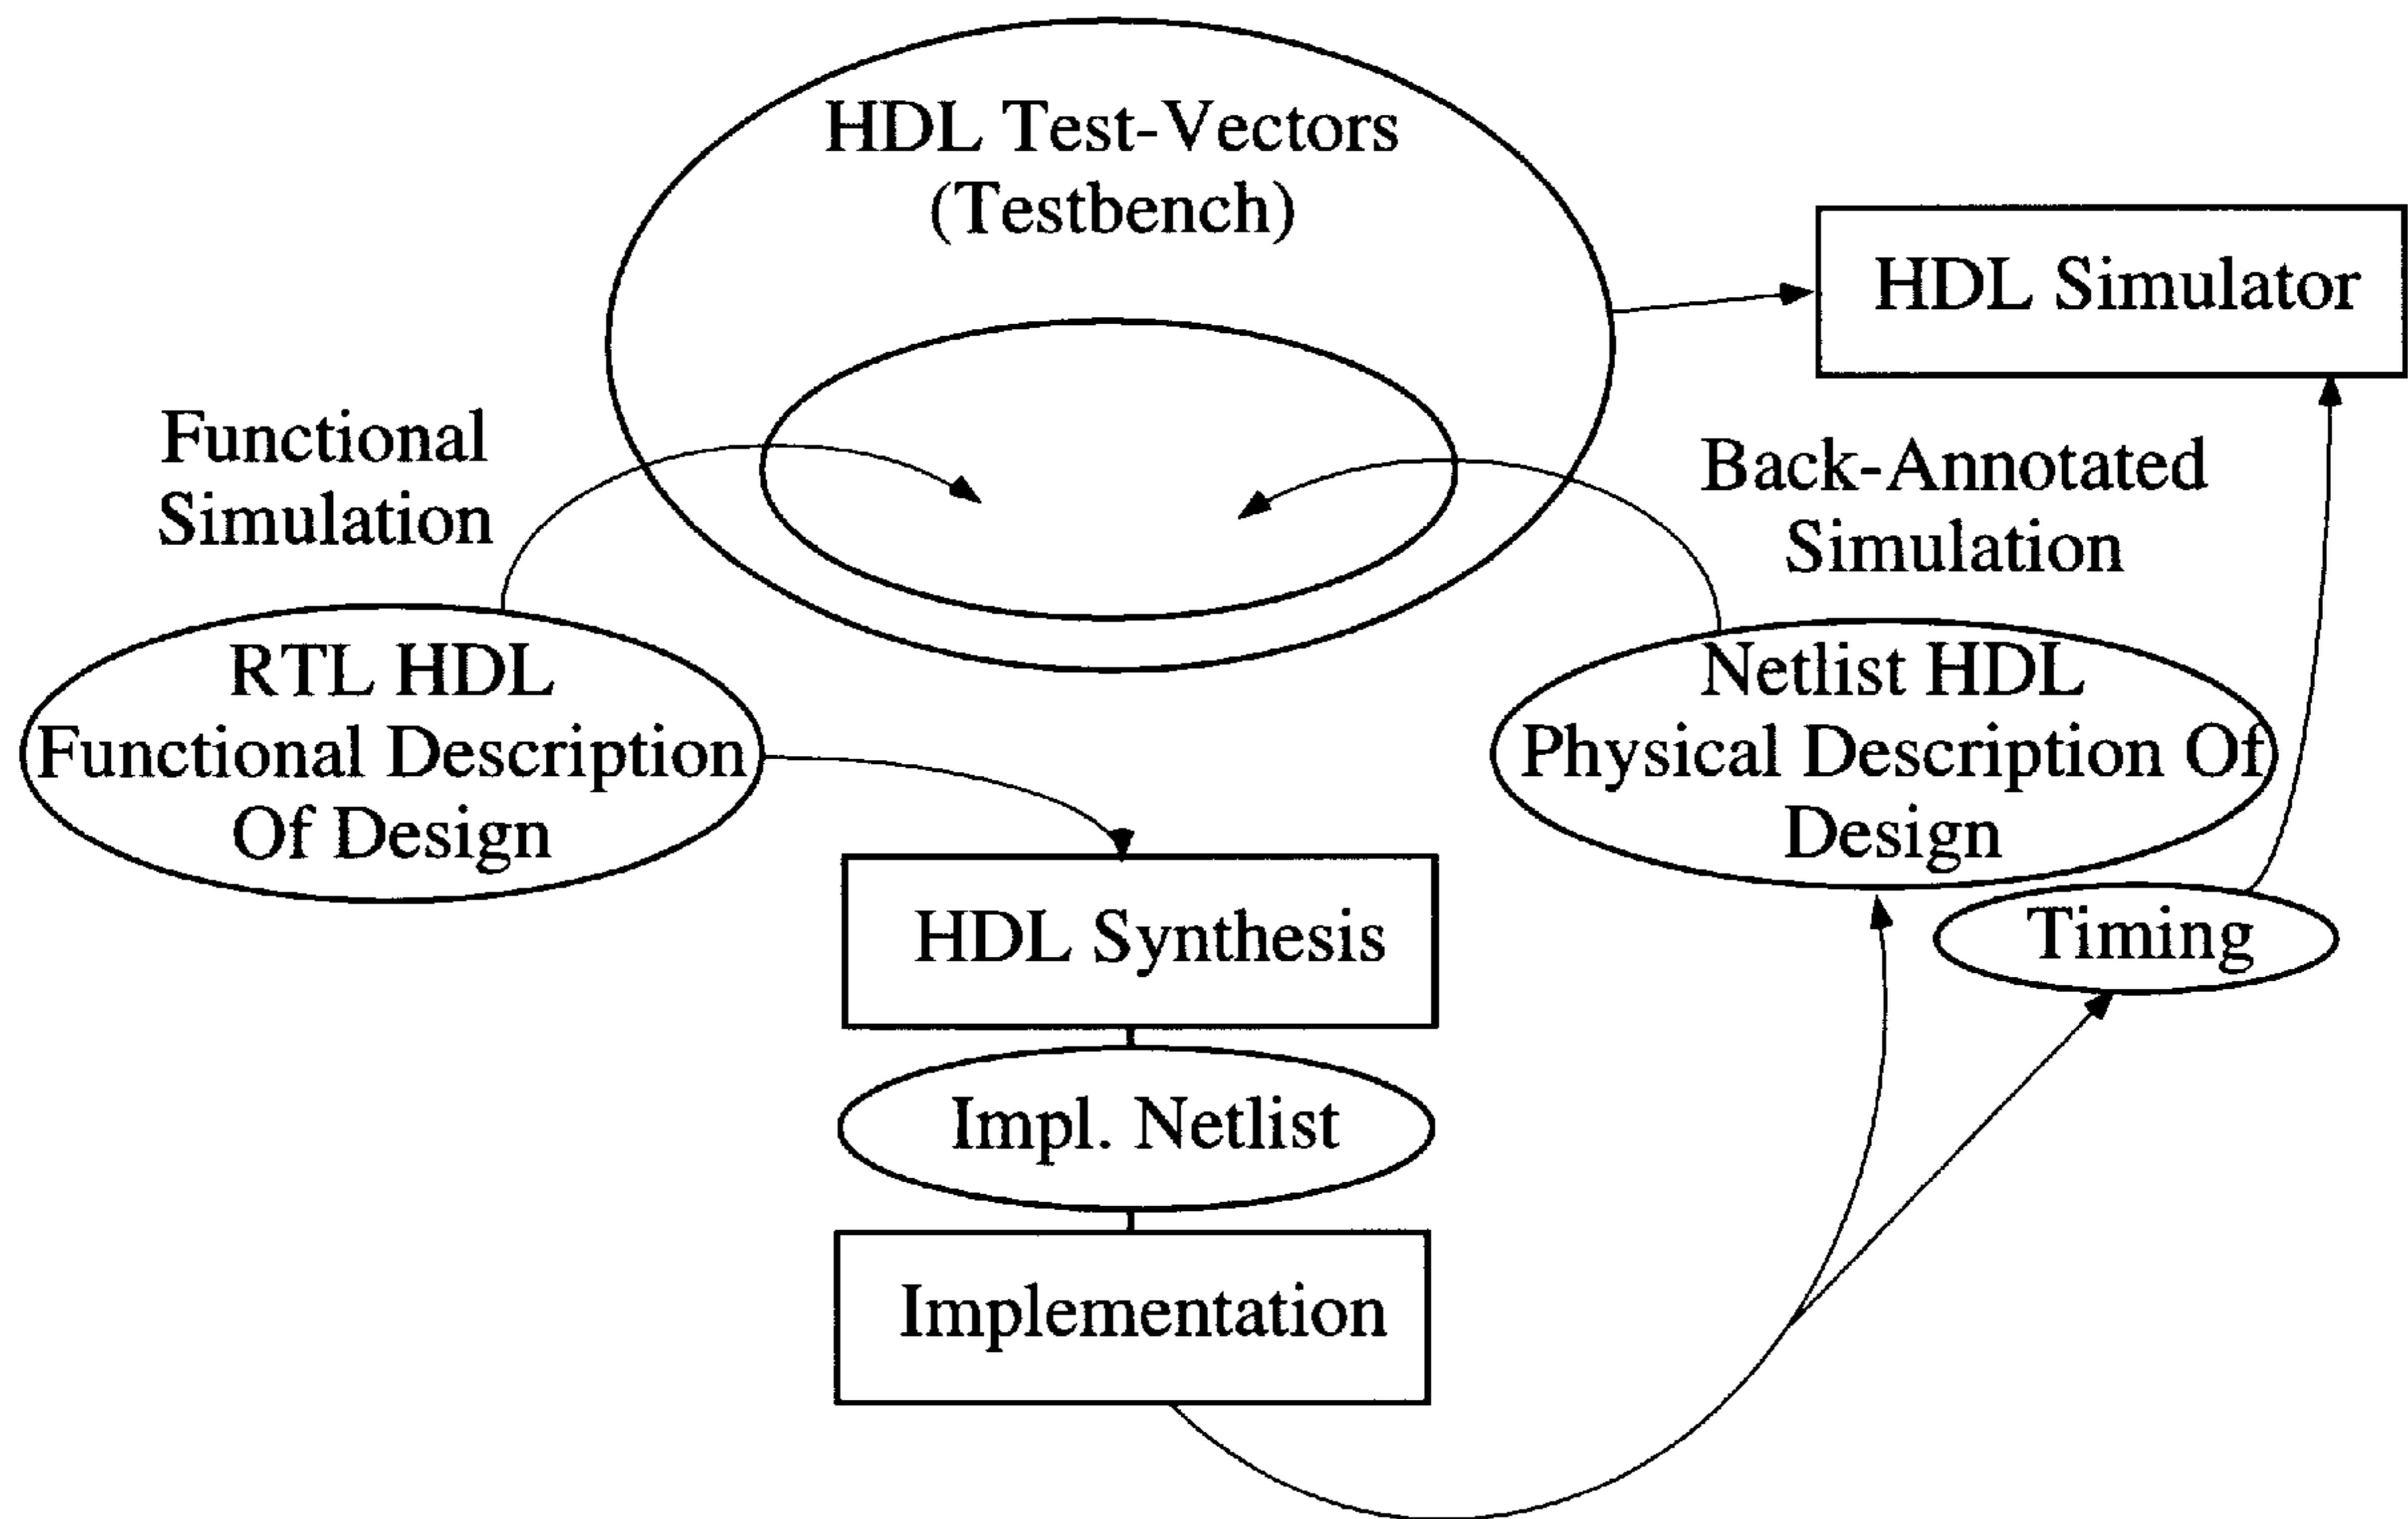 HDL Test-Vectors
(Testbench)
HDL Simulator
Functional
Simulation
Back-Annotated
Simulation
RTL HDL
Functional Description
Of Design
Netlist HDL
Physical Description Of
Design
HDL Synthesis
Timing
Impl. Netlist
Implementation